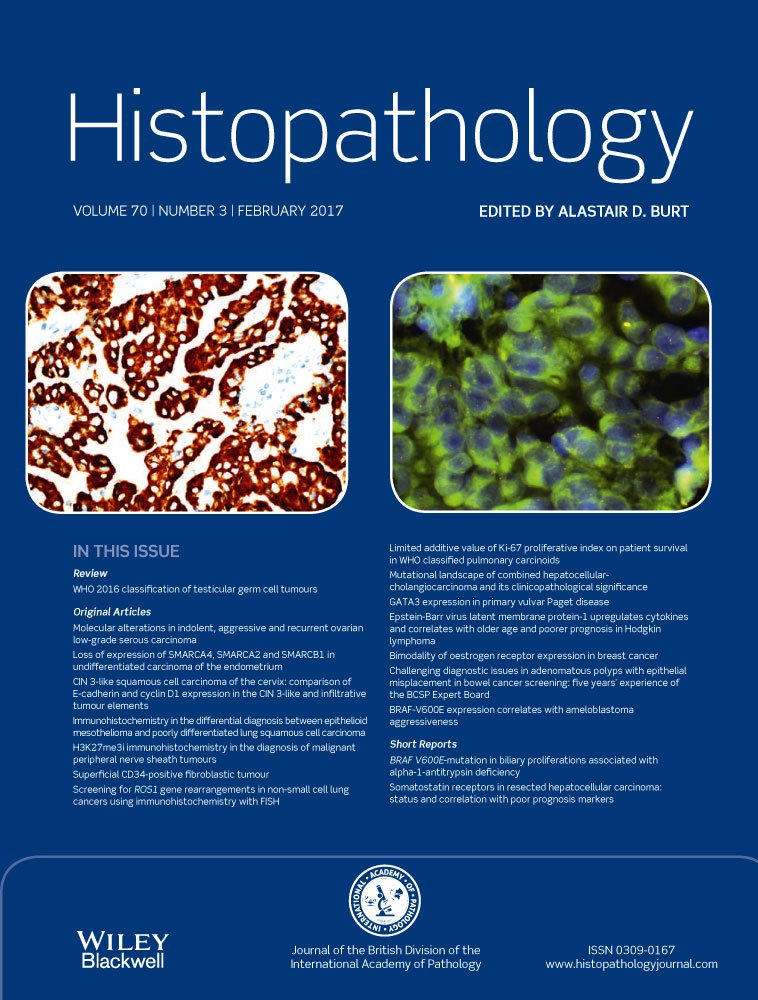 Histopathology
VOLUME 70 | NUMBER 3 | FEBRUARY 2017
EDITED BY ALASTAIR D. BURT
IN THIS ISSUE
Review
WHO 2016 classification of testicular germ cell tumours
Original Articles
Molecular alterations in indolent, aggressive and recurrent ovarian
low-grade serous carcinoma
Loss of expression of SMARCA4, SMARCA2 and SMARCB1 in
undifferentiated carcinoma of the endometrium
CIN 3-like squamous cell carcinoma of the cervix: comparison of
E-cadherin and cyclin D1 expression in the CIN 3-like and infiltrative
tumour elements
Immunohistochemistry in the differential diagnosis between epithelioid
mesothelioma and poorly differentiated lung squamous cell carcinoma
H3K27me3i immunohistochemistry in the diagnosis of malignant
peripheral nerve sheath tumours
Superficial CD34-positive fibroblastic tumour
Screening for ROS1 gene rearrangements in non-small cell lung
cancers using immunohistochemistry with FISH
Limited additive value of Ki-67 proliferative index on patient survival
in WHO classified pulmonary carcinoids
Mutational landscape of combined hepatocellular-
cholangiocarcinoma and its clinicopathological significance
GATA3 expression in primary vulvar Paget disease
Epstein-Barr virus latent membrane protein-1 upregulates cytokines
and correlates with older age and poorer prognosis in Hodgkin
lymphoma
Bimodality of oestrogen receptor expression in breast cancer
Challenging diagnostic issues in adenomatous polyps with epithelial
misplacement in bowel cancer screening: five years' experience of
the BCSP Expert Board
BRAF-V600E expression correlates with ameloblastoma
aggressiveness
Short Reports
BRAF V600E-mutation in biliary proliferations associated with
alpha-1-antitrypsin deficiency
Somatostatin receptors in resected hepatocellular carcinoma:
status and correlation with poor prognosis markers
WILEY
Blackwell
INTERNATIONAL • ACADEMY • OF • PATHOLOGY •
Journal of the British Division of the
International Academy of Pathology
ISSN 0309-0167
www.histopathologyjournal.com